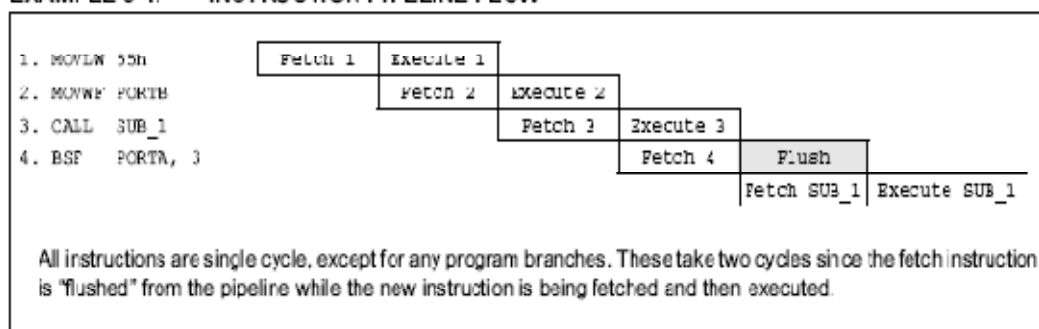 1. MOVLW 55h Fetch 1 Execute 1
2. MOVWF PORTB Fetch 2 Execute 2
3. CALL SUB_1 Fetch 3 Execute 3
4. BSF PORTA, 3 Fetch 4 Flush
Fetch SUB_1 Execute SUB_1
All instructions are single cycle, except for any program branches. These take two cycles since the fetch instruction
is "flushed" from the pipeline while the new instruction is being fetched and then executed.